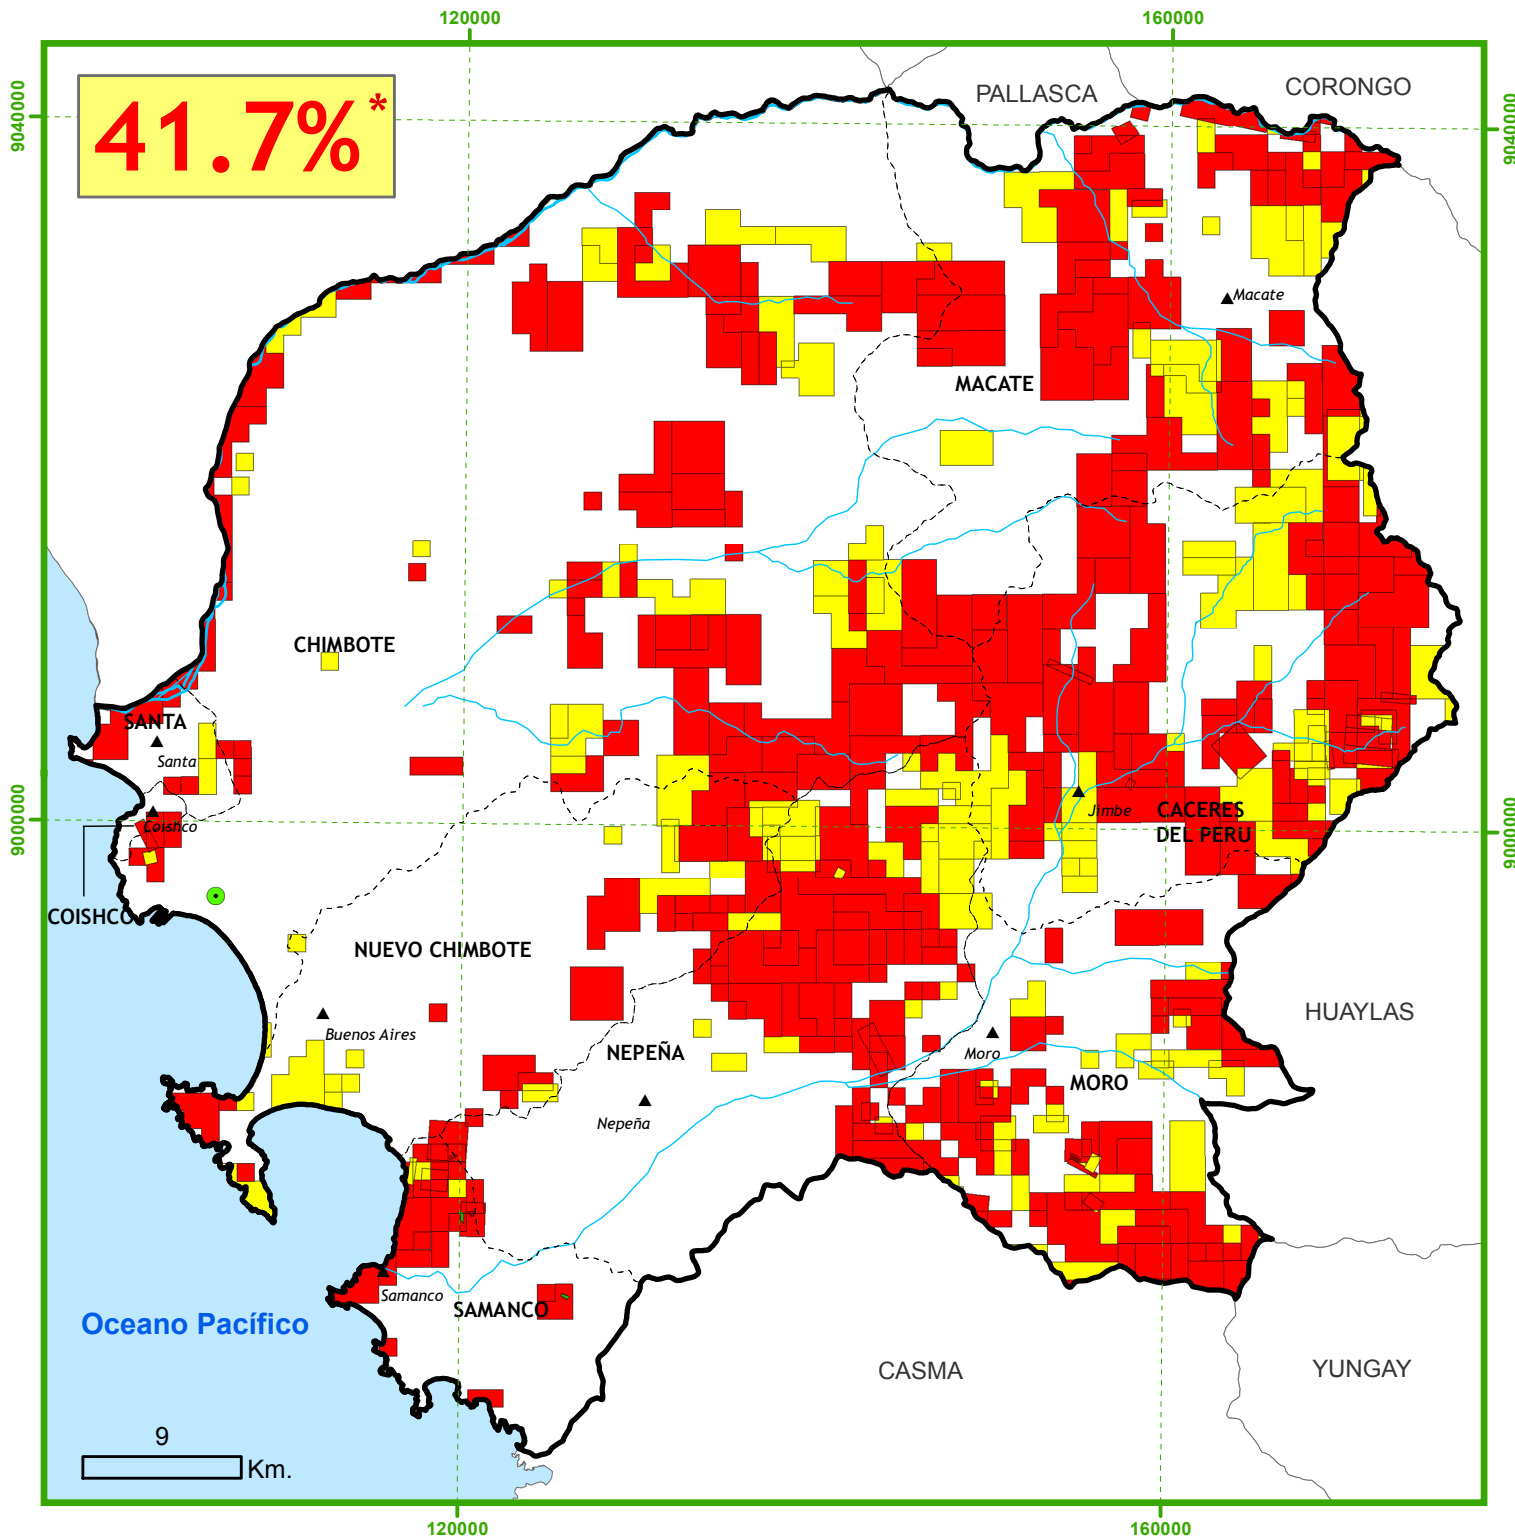 120000
160000
PALLASCA
CORONGO
41.7%*
9040000
9040000
Macate
MACATE
CHIMBOTE
SANTA
Santa
Coishco
Jimbe
CACERES
DEL PERU
9000000
9000000
COISHCO
NUEVO CHIMBOTE
HUAYLAS
Buenos Aires
NEPEÑA
Moro
MORO
Nepeña
Samanco
SAMANCO
Oceano Pacífico
CASMA
YUNGAY
9
Km.
120000
160000